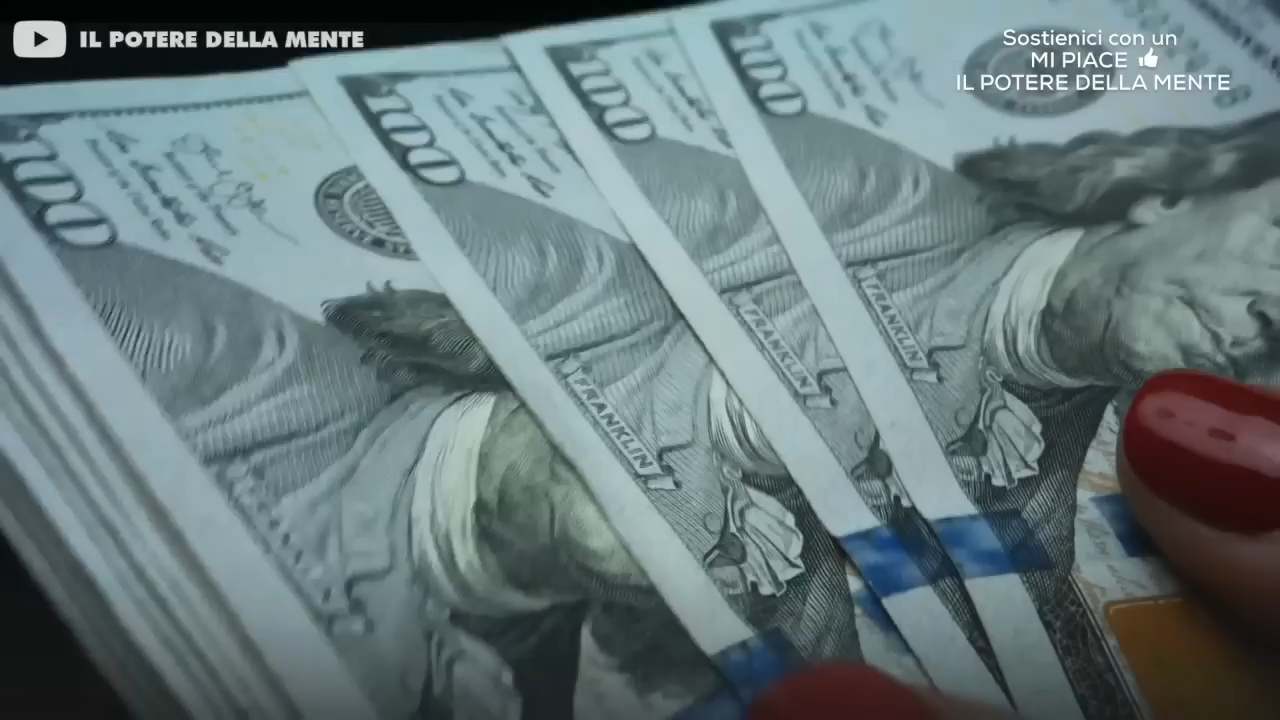 IL POTERE DELLA MENTE
Sostienici con un
MI PIACE
IL POTERE DELLA MENTE
100
100
100
100
FRANKLIN
FRANKLIN
FRANKLIN